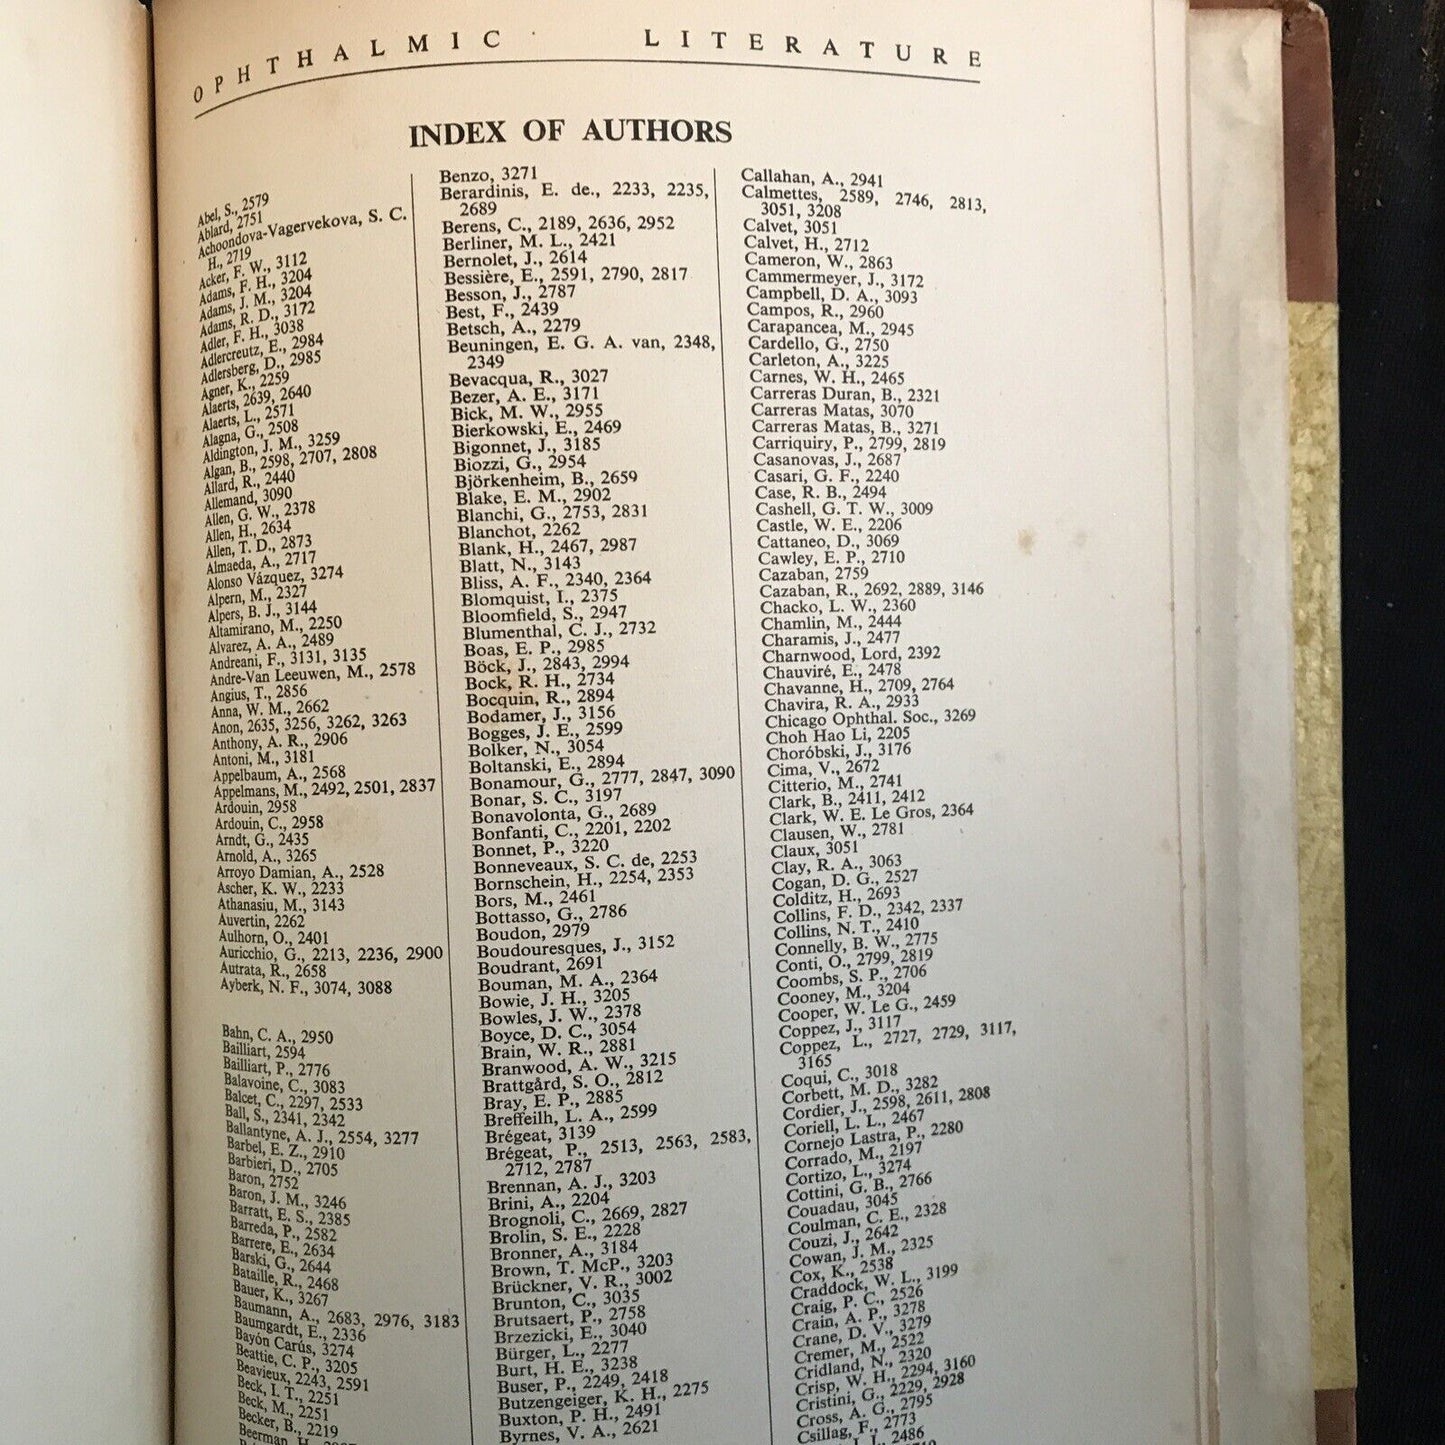 OPHTHALMIC LITERATURE
INDEX OF AUTHORS
Abel, S., 2579
Ablard, 2751
Achoondova-Vagervekova, S. C.
H., 2719
Acker, F. W., 3112
Adams, F. H., 3204
Adams, J. M., 3204
Adams, R. D., 3172
Adler, F. H., 3038
Adlercreutz, E., 2984
Adlersberg, D., 2985
Agner, K., 2259
Alaerts, 2639, 2640
Alaerts, L., 2571
Alagna, G., 2508
Aldington, J. M., 3259
Algan, B., 2598, 2707, 2808
Allard, R., 2440
Allemand, 3090
Allen, G. W., 2378
Allen, H., 2634
Allen, T. D., 2873
Almaeda, A., 2717
Alonso Vázquez, 3274
Alpern, M., 2327
Alpers, B. J., 3144
Altamirano, M., 2250
Alvarez, A. A., 2489
Andreani, F., 3131, 3135
Andre-Van Leeuwen, M., 2578
Angius, T., 2856
Anna, W. M., 2662
Anon, 2635, 3256, 3262, 3263
Anthony, A. R., 2906
Antoni, M., 3181
Appelbaum, A., 2568
Appelmans, M., 2492, 2501, 2837
Ardouin, 2958
Ardouin, C., 2958
Arndt, G., 2435
Arnold, A., 3265
Arroyo Damian, A., 2528
Ascher, K. W., 2233
Athanasiu, M., 3143
Auvertin, 2262
Aulhorn, O., 2401
Auricchio, G., 2213, 2236, 2900
Autrata, R., 2658
Ayberk, N. F., 3074, 3088
Bahn, C. A., 2950
Bailliart, 2594
Bailliart, P., 2776
Balavoine, C., 3083
Balcet, C., 2297, 2533
Ball, S., 2341, 2342
Ballantyne, A. J., 2554, 3277
Barbel, E. Z., 2910
Barbieri, D., 2705
Baron, 2752
Baron, J. M., 3246
Barratt, E. S., 2385
Barreda, P., 2582
Barrere, E., 2634
Barski, G., 2644
Bataille, R., 2468
Bauer, K., 3267
Baumann, A., 2683, 2976, 3183
Baumgardt, E., 2336
Bayón Carús, 3274
Beattie, C. P., 3205
Beavieux, 2243, 2591
Beck, I. T., 2251
Beck, M., 2251
Becker, B., 2219
Beerman, H.,
Benzo, 3271
Berardinis, E. de., 2233, 2235,
2689
Berens, C., 2189, 2636, 2952
Berliner, M. L., 2421
Bernolet, J., 2614
Bessière, E., 2591, 2790, 2817
Besson, J., 2787
Best, F., 2439
Betsch, A., 2279
Beuningen, E. G. A. van, 2348,
2349
Bevacqua, R., 3027
Bezer, A. E., 3171
Bick, M. W., 2955
Bierkowski, E., 2469
Bigonnet, J., 3185
Biozzi, G., 2954
Björkenheim, B., 2659
Blake, E. M., 2902
Blanchi, G., 2753, 2831
Blanchot, 2262
Blank, H., 2467, 2987
Blatt, N., 3143
Bliss, A. F., 2340, 2364
Blomquist, I., 2375
Bloomfield, S., 2947
Blumenthal, C. J., 2732
Boas, E. P., 2985
Böck, J., 2843, 2994
Bock, R. H., 2734
Bocquin, R., 2894
Bodamer, J., 3156
Bogges, J. E., 2599
Bolker, N., 3054
Boltanski, E., 2894
Bonamour, G., 2777, 2847, 3090
Bonar, S. C., 3197
Bonavolonta, G., 2689
Bonfanti, C., 2201, 2202
Bonnet, P., 3220
Bonneveaux, S. C. de, 2253
Bornschein, H., 2254, 2353
Bors, M., 2461
Bottasso, G., 2786
Boudon, 2979
Boudouresques, J., 3152
Boudrant, 2691
Bouman, M. A., 2364
Bowie, J. H., 3205
Bowles, J. W., 2378
Boyce, D. C., 3054
Brain, W. R., 2881
Branwood, A. W., 3215
Brattgård, S. O., 2812
Bray, E. P., 2885
Breffeilh, L. A., 2599
Brégeat, 3139
Brégeat, P., 2513, 2563, 2583,
2712, 2787
Brennan, A. J., 3203
Brini, A., 2204
Brognoli, C., 2669, 2827
Brolin, S. E., 2228
Bronner, A., 3184
Brown, T. McP., 3203
Brückner, V. R., 3002
Brunton, C., 3035
Brutsaert, P., 2758
Brzezicki, E., 3040
Bürger, L., 2277
Burt, H. E., 3238
Buser, P., 2249, 2418
Butzengeiger, K. H., 2275
Buxton, P. H., 2491
Byrnes, V. A., 2621
Callahan, A., 2941
Calmettes, 2589, 2746, 2813,
3051, 3208
Calvet, 3051
Calvet, H., 2712
Cameron, W., 2863
Cammermeyer, J., 3172
Campbell, D. A., 3093
Campos, R., 2960
Carapancea, M., 2945
Cardello, G., 2750
Carleton, A., 3225
Carnes, W. H., 2465
Carreras Duran, B., 2321
Carreras Matas, 3070
Carreras Matas, B., 3271
Carriquiry, P., 2799, 2819
Casanovas, J., 2687
Casari, G. F., 2240
Case, R. B., 2494
Cashell, G. T. W., 3009
Castle, W. E., 2206
Cattaneo, D., 3069
Cawley, E. P., 2710
Cazaban, 2759
Cazaban, R., 2692, 2889, 3146
Chacko, L. W., 2360
Chamlin, M., 2444
Charamis, J., 2477
Charnwood, Lord, 2392
Chauviré, E., 2478
Chavanne, H., 2709, 2764
Chavira, R. A., 2933
Chicago Ophthal. Soc., 3269
Choh Hao Li, 2205
Choróbski, J., 3176
Cima, V., 2672
Citterio, M., 2741
Clark, B., 2411, 2412
Clark, W. E. Le Gros, 2364
Clausen, W., 2781
Claux, 3051
Clay, R. A., 3063
Cogan, D. G., 2527
Colditz, H., 2693
Collins, F. D., 2342, 2337
Collins, N. T., 2410
Connelly, B. W., 2775
Conti, O., 2799, 2819
Coombs, S. P., 2706
Cooney, M., 3204
Cooper, W. Le G., 2459
Coppez, J., 3117
Coppez, L., 2727, 2729, 3117,
3165
Coqui, C., 3018
Corbett, M. D., 3282
Cordier, J., 2598, 2611, 2808
Coriell, L. L., 2467
Cornejo Lastra, P., 2280
Corrado, M., 2197
Cortizo, L., 3274
Cottini, G. B., 2766
Couadau, 3045
Coulman, C. E., 2328
Couzi, J., 2642
Cowan, J. M., 2325
Cox, K., 2538
Craddock, W. L., 3199
Craig, P. C., 2526
Crain, A. P., 3278
Crane, D. V., 3279
Cremer, M., 2522
Cridland, N., 2320
Crisp, W. H., 2294, 3160
Cristini, G., 2229, 2928
Cross, A. G., 2795
Csillag, F., 2773
2486